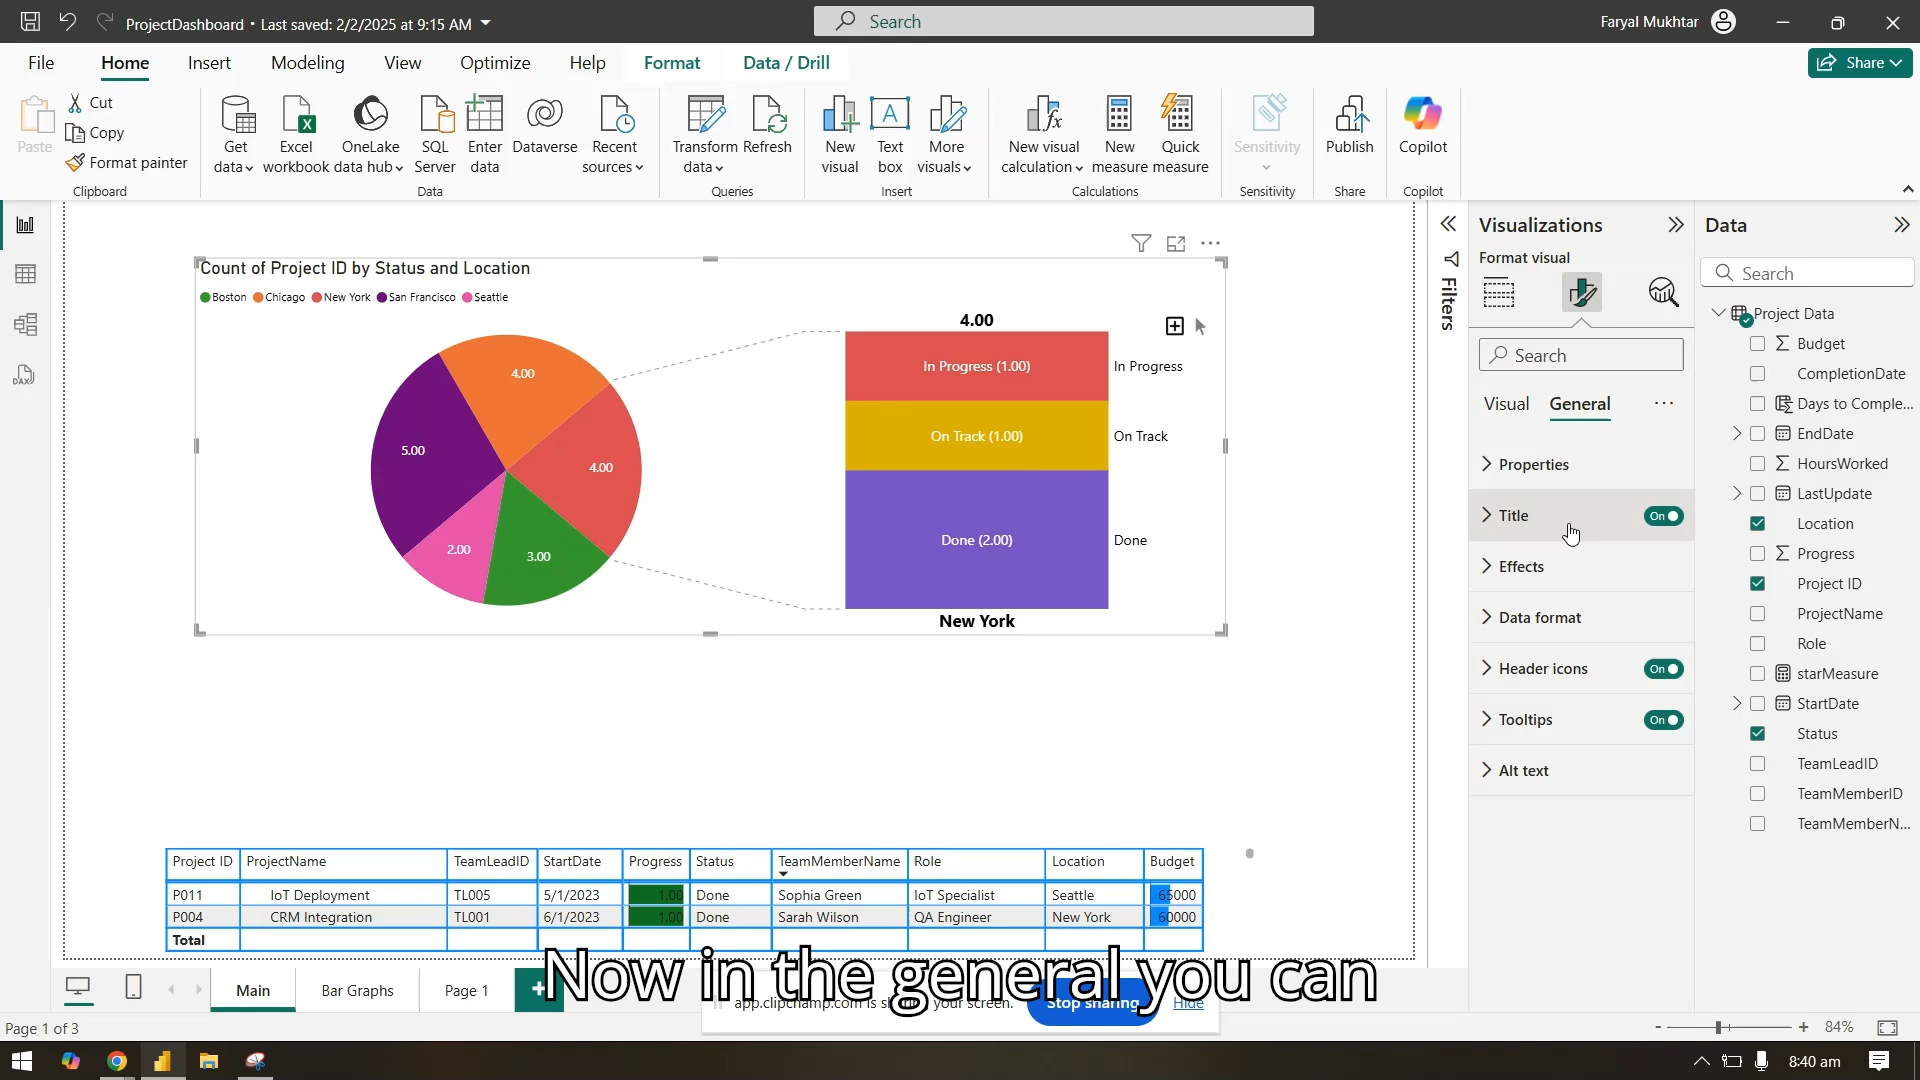 ProjectDashboard • Last saved: 2/2/2025 at 9:15 AM
Search
Faryal Mukhtar
File
Home
Insert
Modeling
View
Optimize
Help
Format
Data / Drill
Share
Paste
Cut
Copy
Format painter
Clipboard
Get data
Excel workbook
OneLake data hub
SQL Server
Enter data
Dataverse
Recent sources
Data
Transform data
Refresh
Queries
New visual
Text box
More visuals
Insert
New visual calculation
New measure
Quick measure
Calculations
Sensitivity
Sensitivity
Publish
Share
Copilot
Copilot
Count of Project ID by Status and Location
Boston Chicago New York San Francisco Seattle
4.00
4.00
3.00
2.00
5.00
4.00
In Progress (1.00)
In Progress
On Track (1.00)
On Track
Done (2.00)
Done
New York
Project ID ProjectName TeamLeadID StartDate Progress Status TeamMemberName Role Location Budget
P011 IoT Deployment TL005 5/1/2023 1.00 Done Sophia Green IoT Specialist Seattle 65000
P004 CRM Integration TL001 6/1/2023 1.00 Done Sarah Wilson QA Engineer New York 60000
Total
Filters
Visualizations
Format visual
Search
Visual
General
Properties
Title On
Effects
Data format
Header icons On
Tooltips On
Alt text
Data
Search
Project Data
Budget
CompletionDate
Days to Comple...
EndDate
HoursWorked
LastUpdate
Location
Progress
Project ID
ProjectName
Role
starMeasure
StartDate
Status
TeamLeadID
TeamMemberID
TeamMemberN...
Now in the general you can
Main
Bar Graphs
Page 1
app.clipchamp.com is sharing your screen.
Stop sharing
Hide
Page 1 of 3
84%
8:40 am
DAX